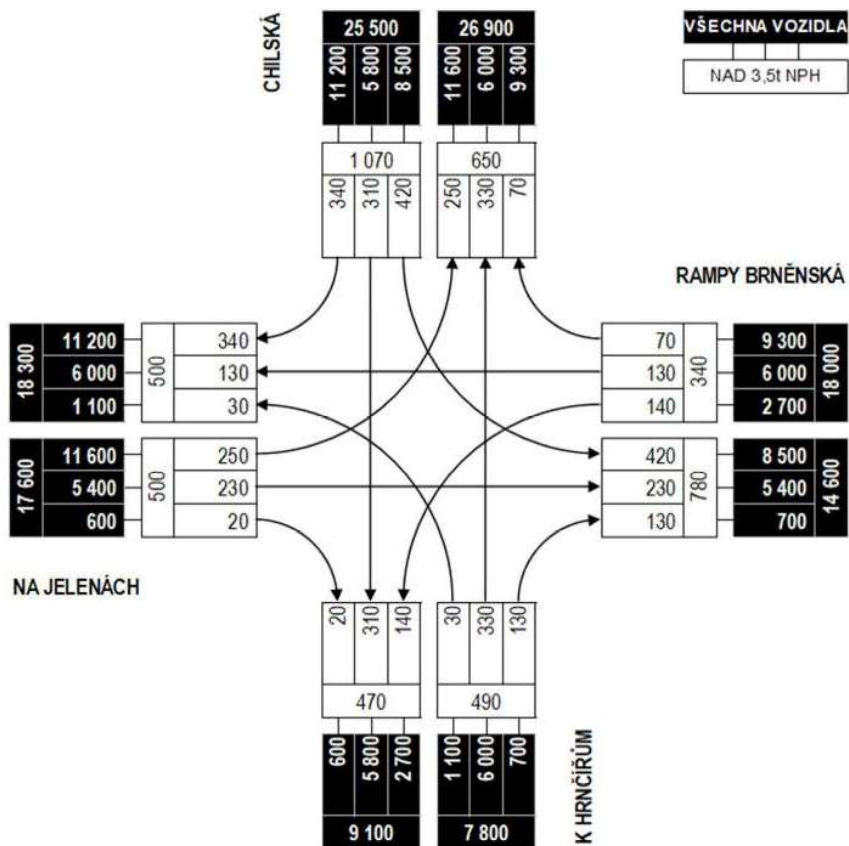 CHILSKÁ
25 500
11 200 5 800 8 500
1 070
340 310 420
26 900
11 600 6 000 9 300
650
250 330 70
VŠECHNA VOZIDLA
NAD 3,5t NPH
RAMPY BRNĚNSKÁ
18 300
11 200
6 000
1 100
500
340
130
30
70
130
140
340
9 300
6 000
2 700
18 000
17 600
11 600
5 400
600
500
250
230
20
420
230
130
780
8 500
5 400
700
14 600
NA JELENÁCH
20 310 140
470
600 5 800 2 700
9 100
30 330 130
490
1 100 6 000 700
7 800
K HRNČÍŘŮM